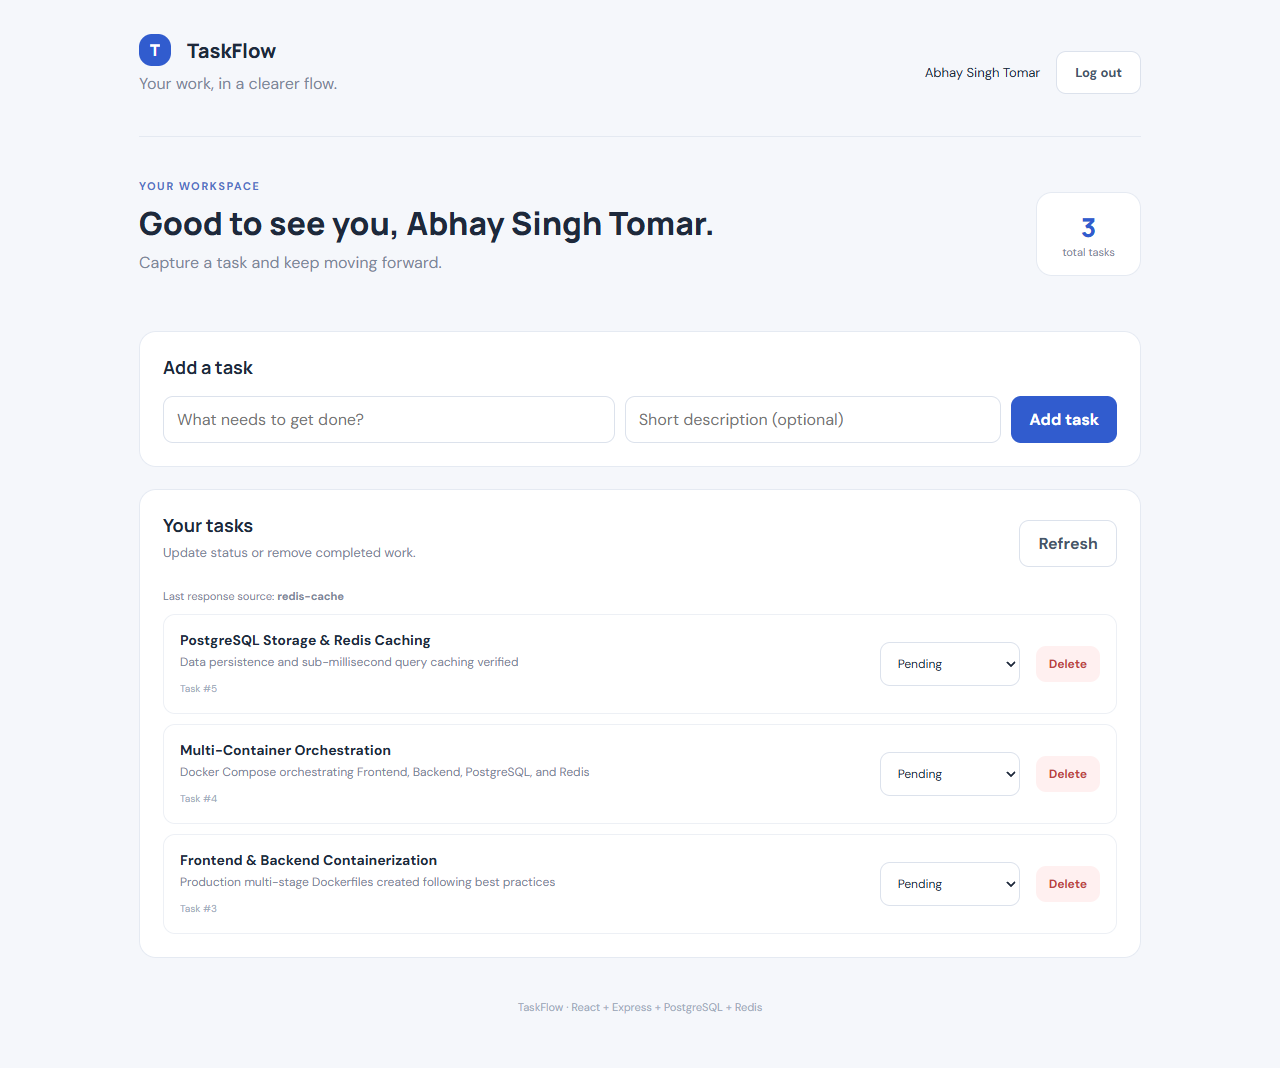 T
TaskFlow
Your work, in a clearer flow.
Abhay Singh Tomar
Log out
YOUR WORKSPACE
Good to see you, Abhay Singh Tomar.
Capture a task and keep moving forward.
3
total tasks
Add a task
What needs to get done?
Short description (optional)
Add task
Your tasks
Update status or remove completed work.
Refresh
Last response source: redis-cache
PostgreSQL Storage & Redis Caching
Data persistence and sub-millisecond query caching verified
Task #5
Pending
Delete
Multi-Container Orchestration
Docker Compose orchestrating Frontend, Backend, PostgreSQL, and Redis
Task #4
Pending
Delete
Frontend & Backend Containerization
Production multi-stage Dockerfiles created following best practices
Task #3
Pending
Delete
TaskFlow · React + Express + PostgreSQL + Redis